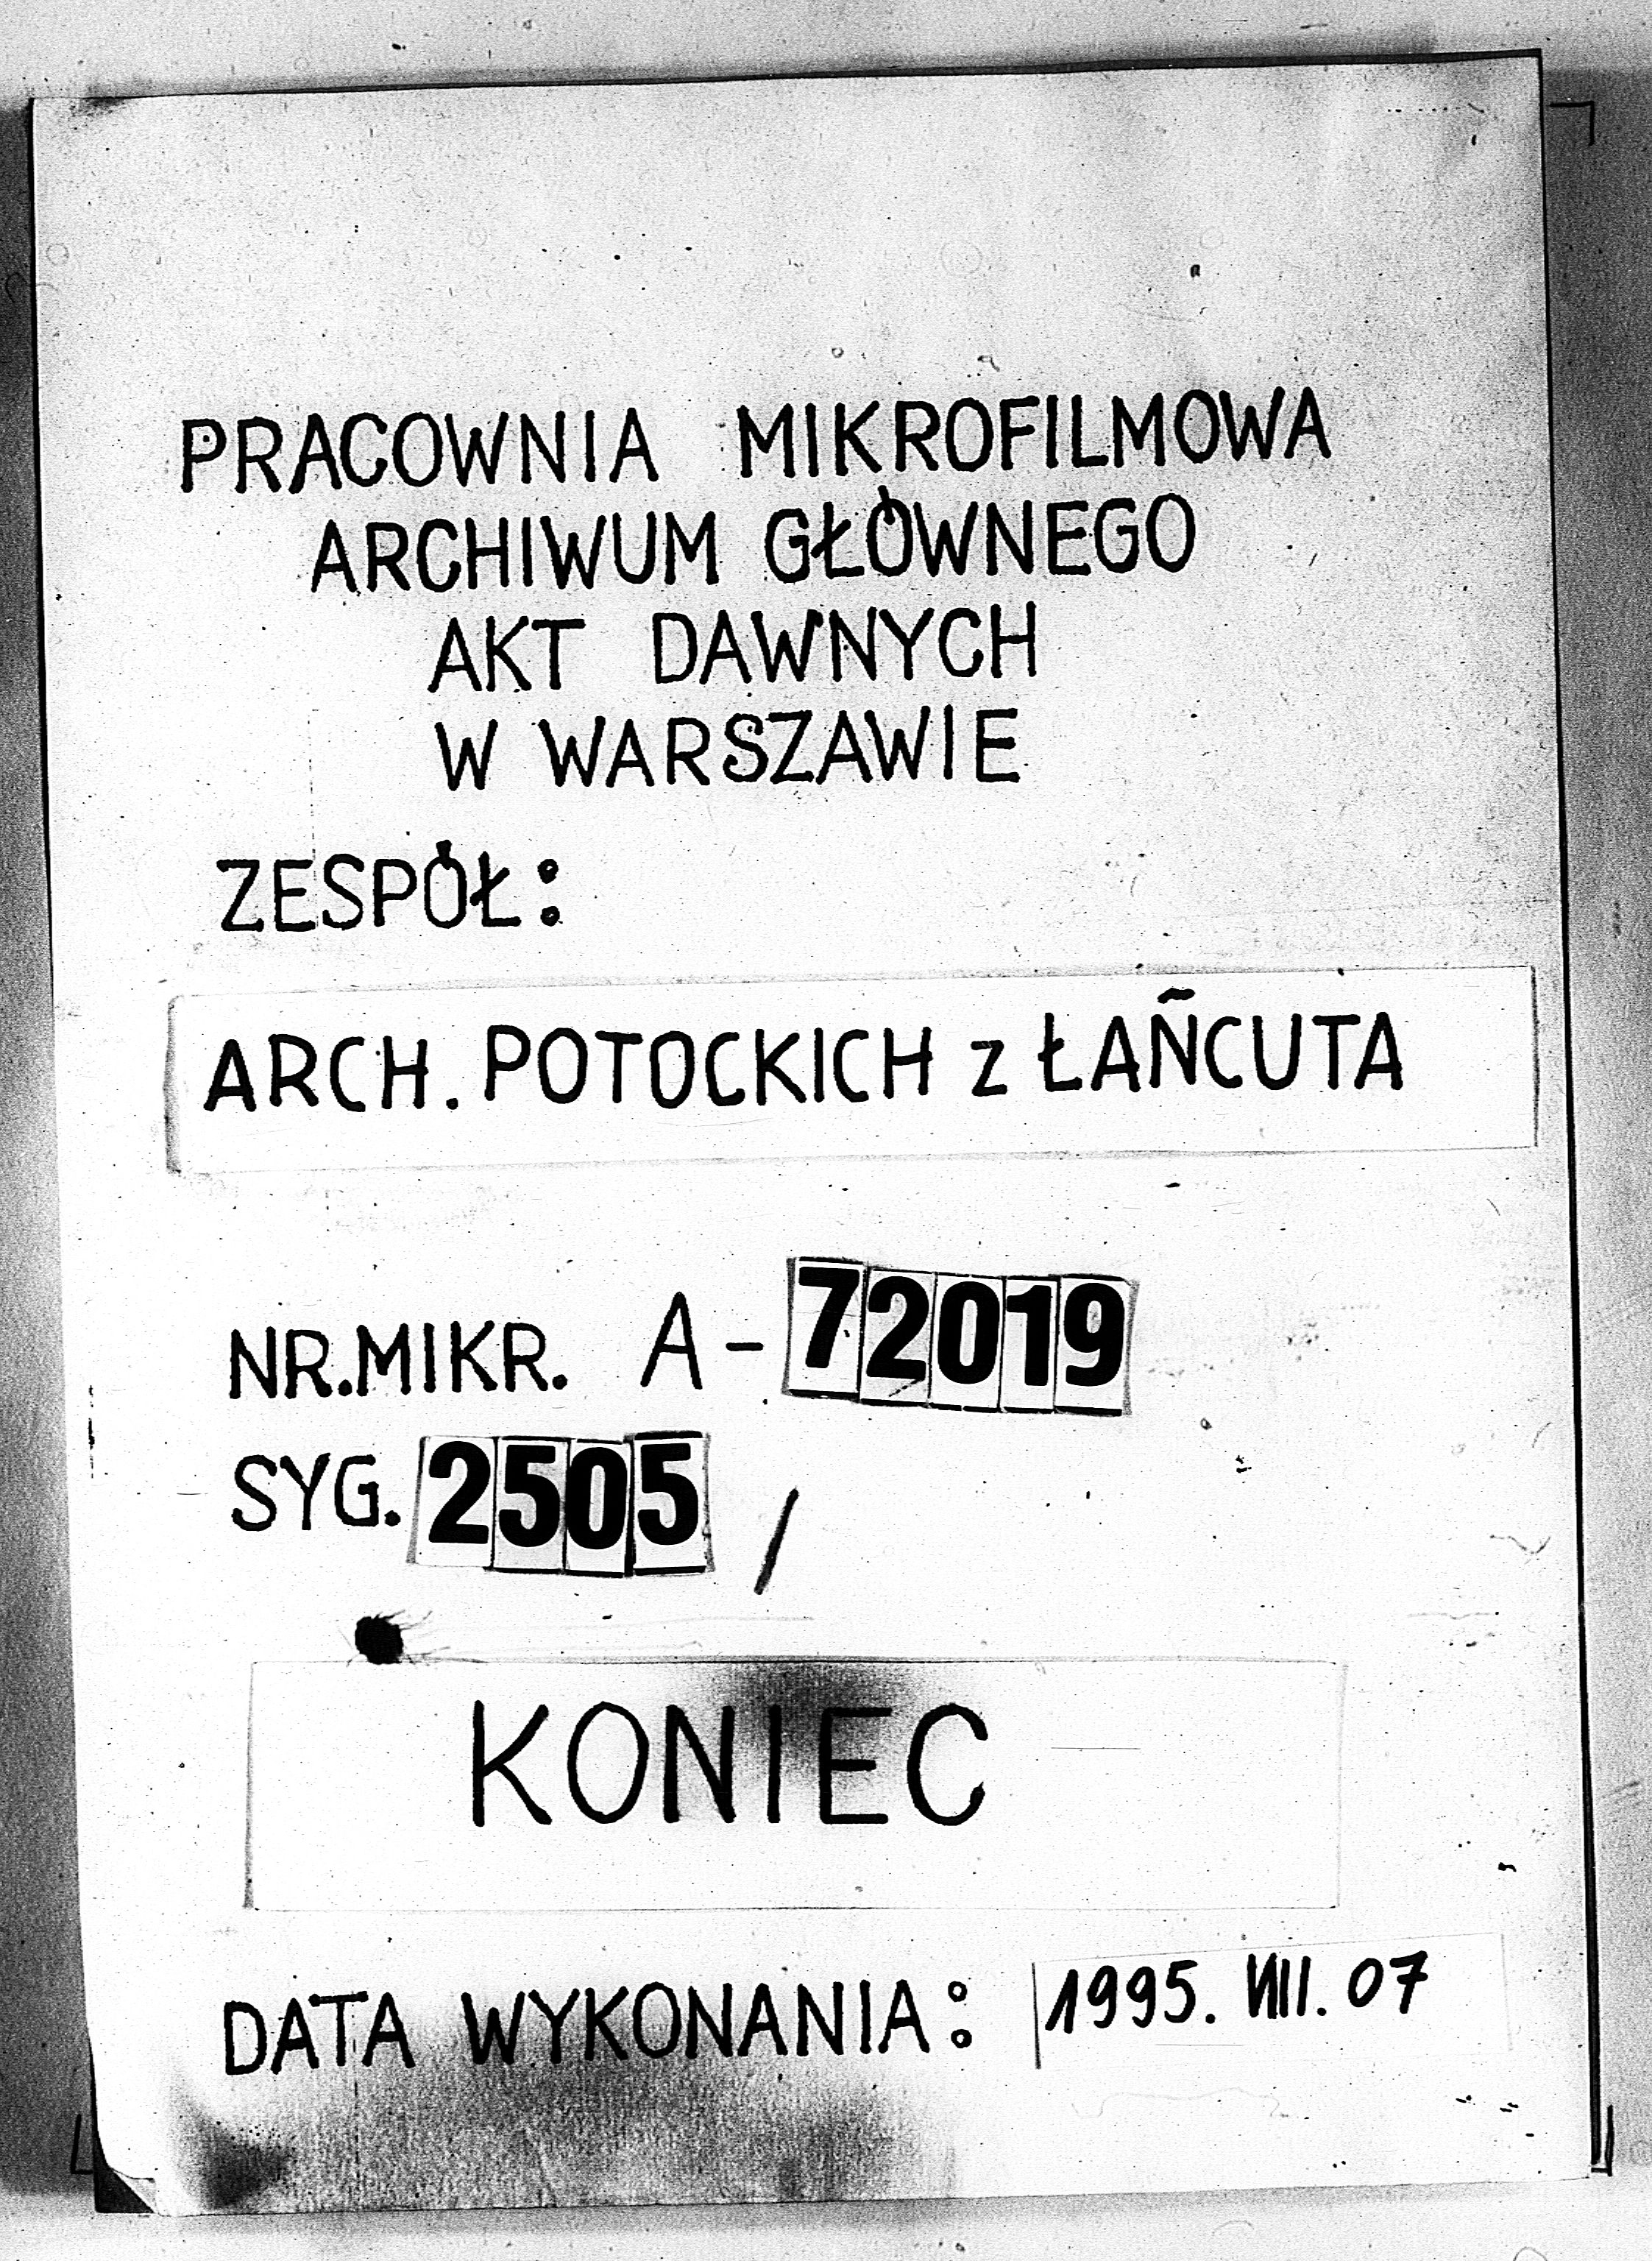 PRACOWNIA MIKROFILMOWA
ARCHIWUM GŁÓWNEGO
AKT DAWNYCH
W WARSZAWIE
ZESPÓŁ:
ARCH. POTOCKICH z ŁAŃCUTA
NR.MIKR. A-72019
SYG. 2505 /
KONIEC
DATA WYKONANIA: 1995. VIII. 07